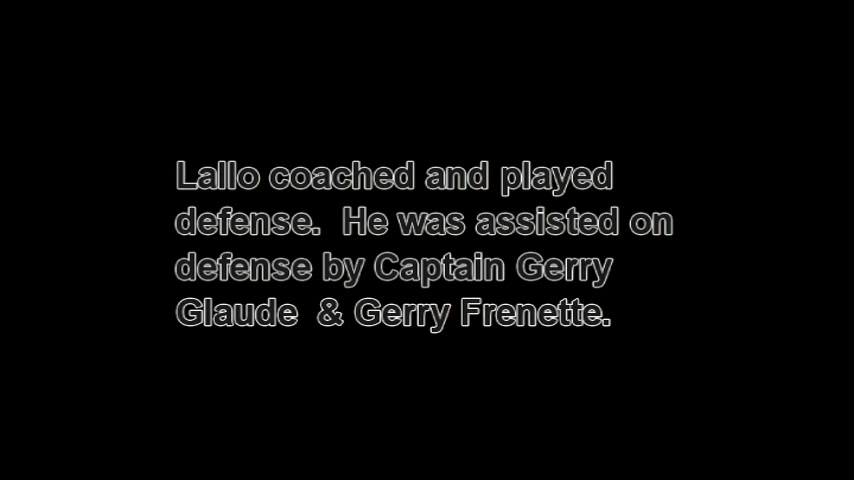 Lallo coached and played
defense.  He was assisted on
defense by Captain Gerry
Glaude  & Gerry Frenette.